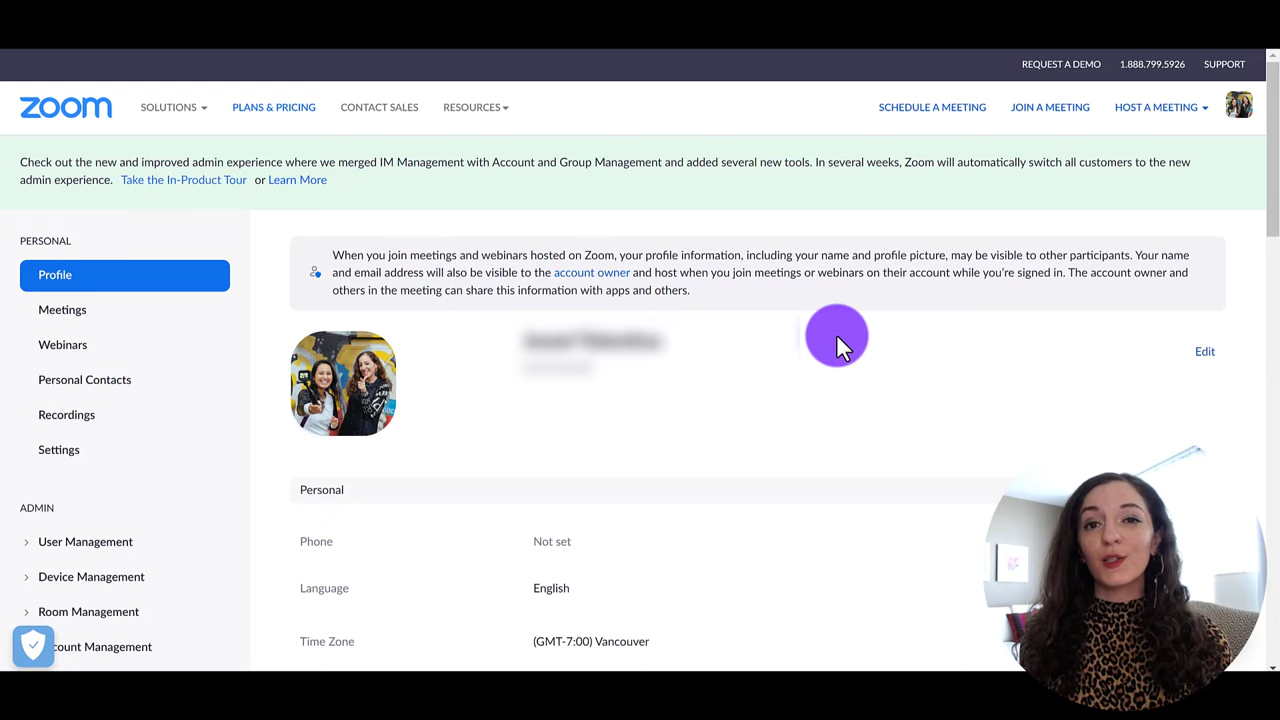 REQUEST A DEMO 1.888.799.5926 SUPPORT
zoom SOLUTIONS PLANS & PRICING CONTACT SALES RESOURCES SCHEDULE A MEETING JOIN A MEETING HOST A MEETING
Check out the new and improved admin experience where we merged IM Management with Account and Group Management and added several new tools. In several weeks, Zoom will automatically switch all customers to the new
admin experience. Take the In-Product Tour or Learn More
PERSONAL
Profile
Meetings
Webinars
Personal Contacts
Recordings
Settings
ADMIN
User Management
Device Management
Room Management
count Management
When you join meetings and webinars hosted on Zoom, your profile information, including your name and profile picture, may be visible to other participants. Your name
and email address will also be visible to the account owner and host when you join meetings or webinars on their account while you're signed in. The account owner and
others in the meeting can share this information with apps and others.
Edit
Personal
Phone Not set
Language English
Time Zone (GMT-7:00) Vancouver